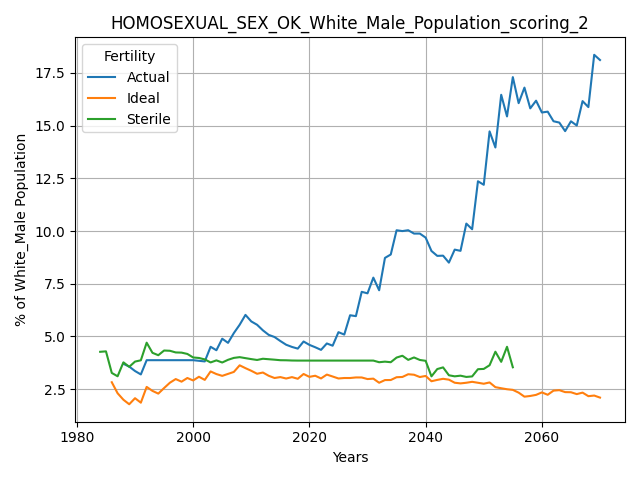 HOMOSEXUAL_SEX_OK_White_Male_Population_scoring_2
Fertility
Actual
Ideal
Sterile
% of White_Male Population
17.5
15.0
12.5
10.0
7.5
5.0
2.5
1980
2000
2020
2040
2060
Years